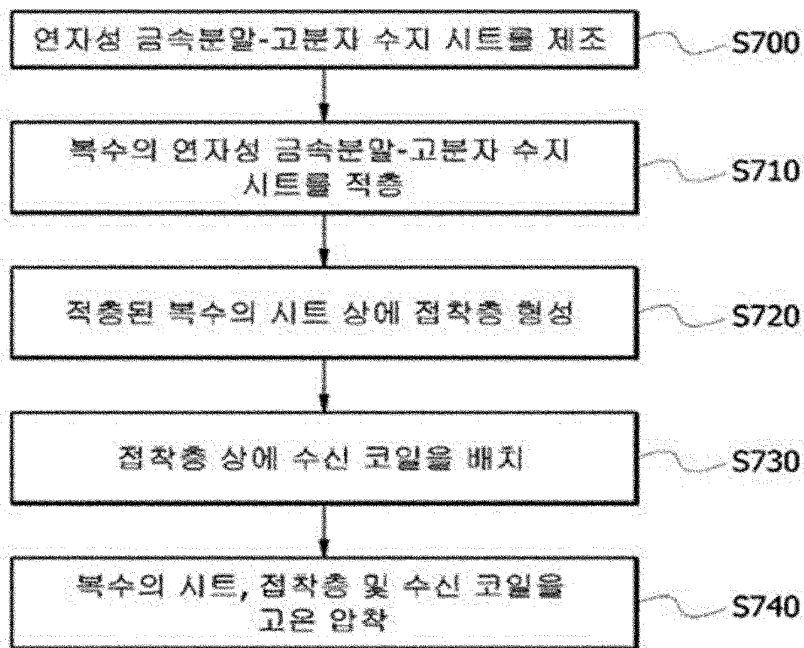 연자성 금속분말-고분자 수지 시트를 제조
S700
복수의 연자성 금속분말-고분자 수지
시트를 적층
S710
적층된 복수의 시트 상에 접착층 형성
S720
접착층 상에 수신 코일을 배치
S730
복수의 시트, 접착층 및 수신 코일을
고온 압착
S740